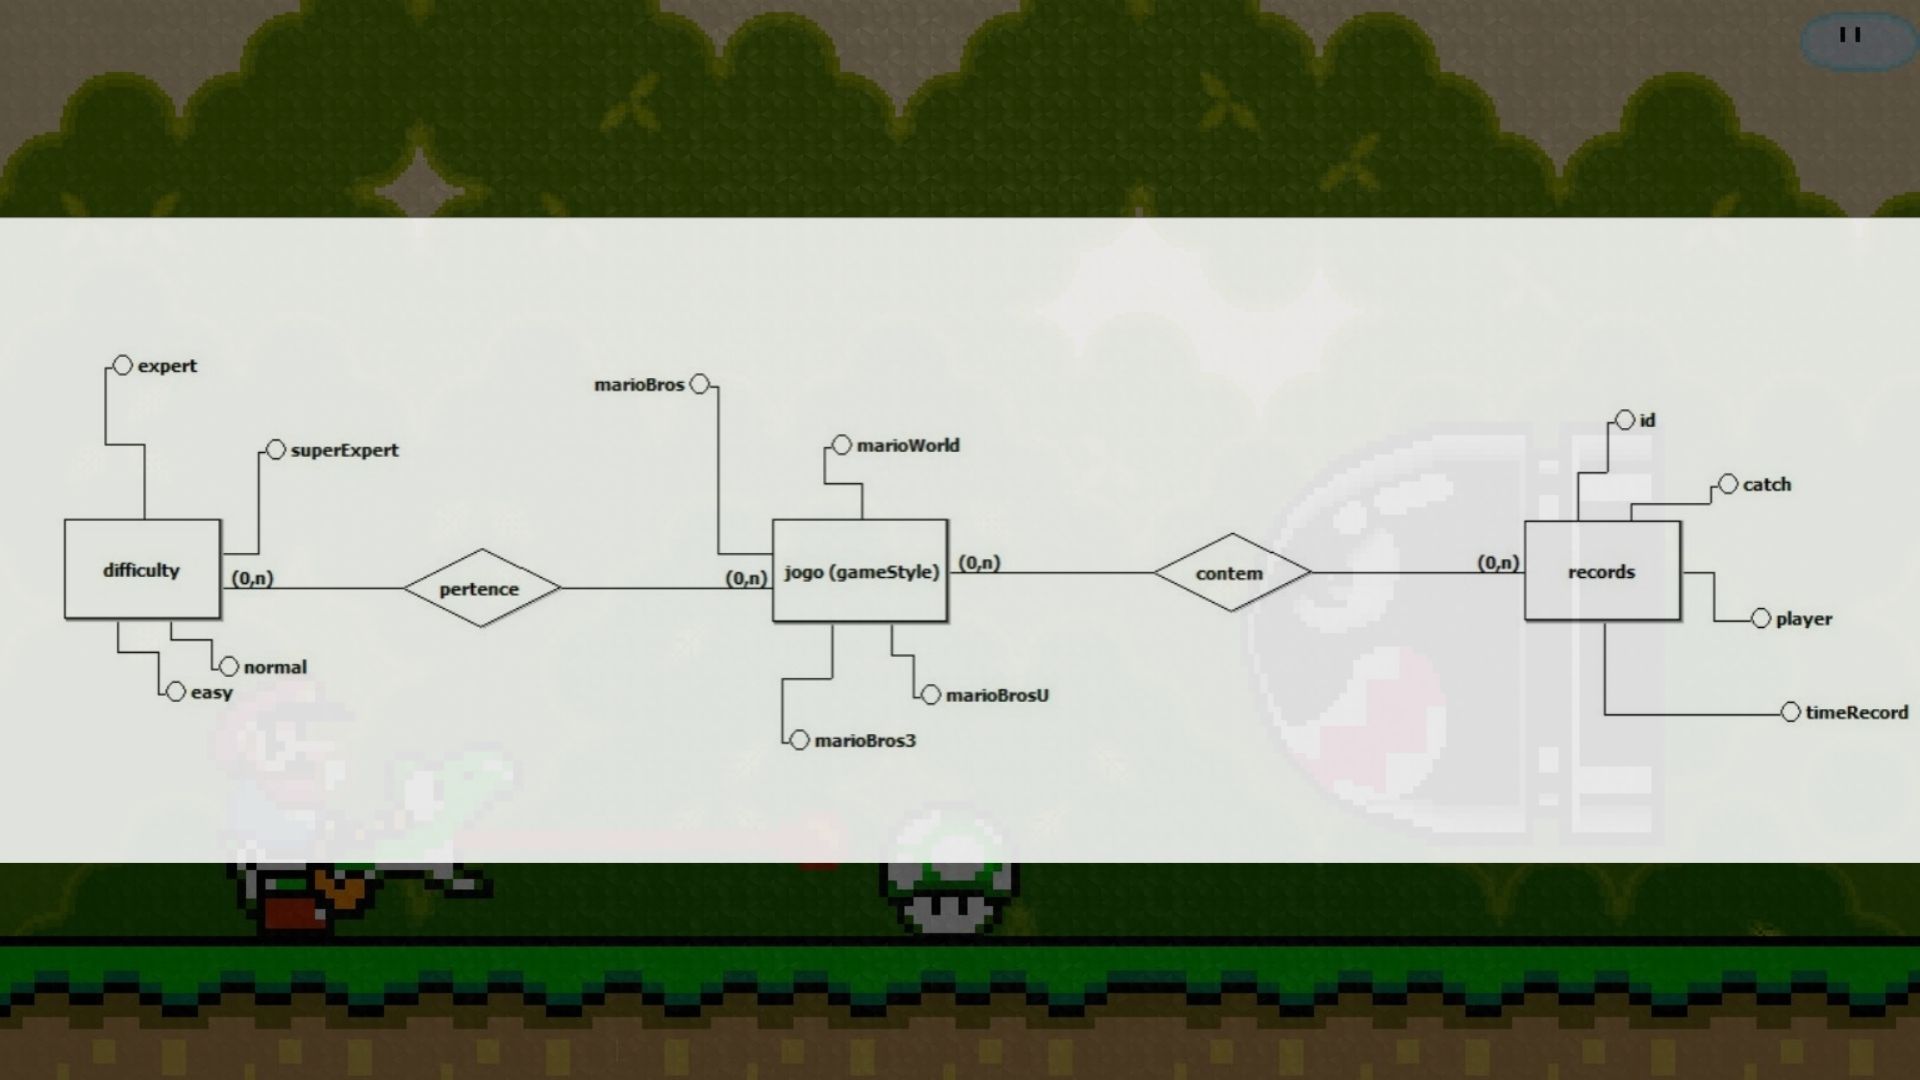 expert
superExpert
difficulty
(0,n)
pertence
(0,n)
normal
easy
marioBros
marioWorld
jogo (gameStyle)
(0,n)
marioBrosU
marioBros3
contem
(0,n)
id
catch
records
player
timeRecord